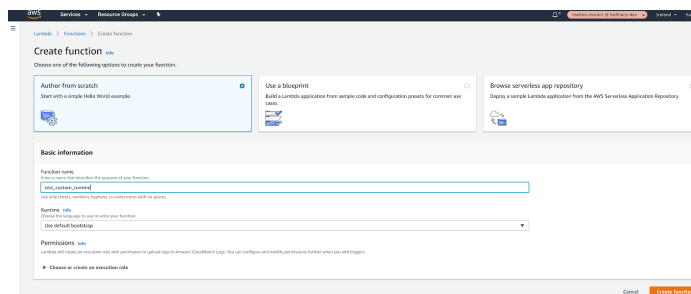 aws
Services
Resource Groups
Ireland
Lambda > Functions > Create function
Create function Info
Choose one of the following options to create your function.
Author from scratch
Start with a simple Hello World example.
Use a blueprint
Build a Lambda application from sample code and configuration presets for common use
cases.
Browse serverless app repository
Deploy a sample Lambda application from the AWS Serverless Application Repository.
Basic information
Function name
Enter a name that describes the purpose of your function.
test_custom_runtime
Use only letters, numbers, hyphens, or underscores with no spaces.
Runtime Info
Choose the language to use to write your function.
Use default bootstrap
Permissions Info
Lambda will create an execution role with permission to upload logs to Amazon CloudWatch Logs. You can configure and modify permissions further when you add triggers.
Choose or create an execution role
Cancel
Create functio